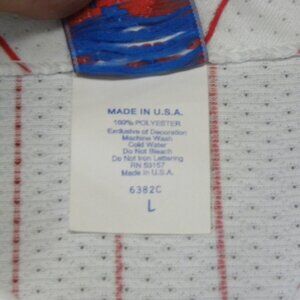 MADE IN U.S.A.
100% POLYESTER
Exclusive of Decoration
Machine Wash
Cold Water
Do Not Bleach
Do Not Iron Lettering
RN 53157
MADE IN U.S.A.
6382C
L